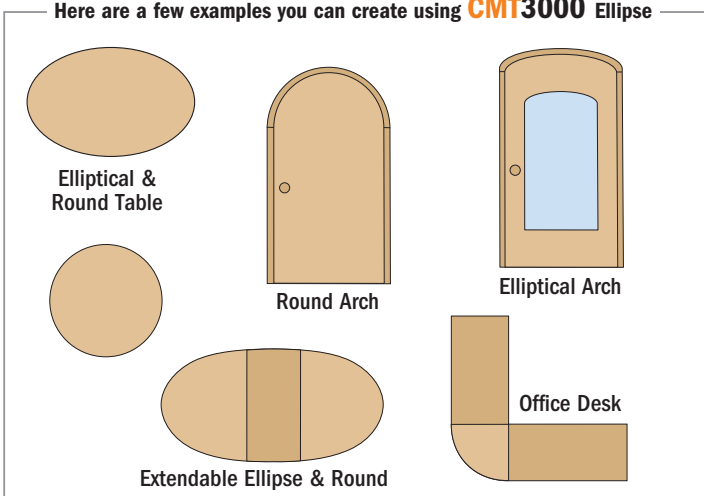 Here are a few examples you can create using CMT3000 Ellipse
Elliptical &
Round Table
Round Arch
Elliptical Arch
Office Desk
Extendable Ellipse & Round